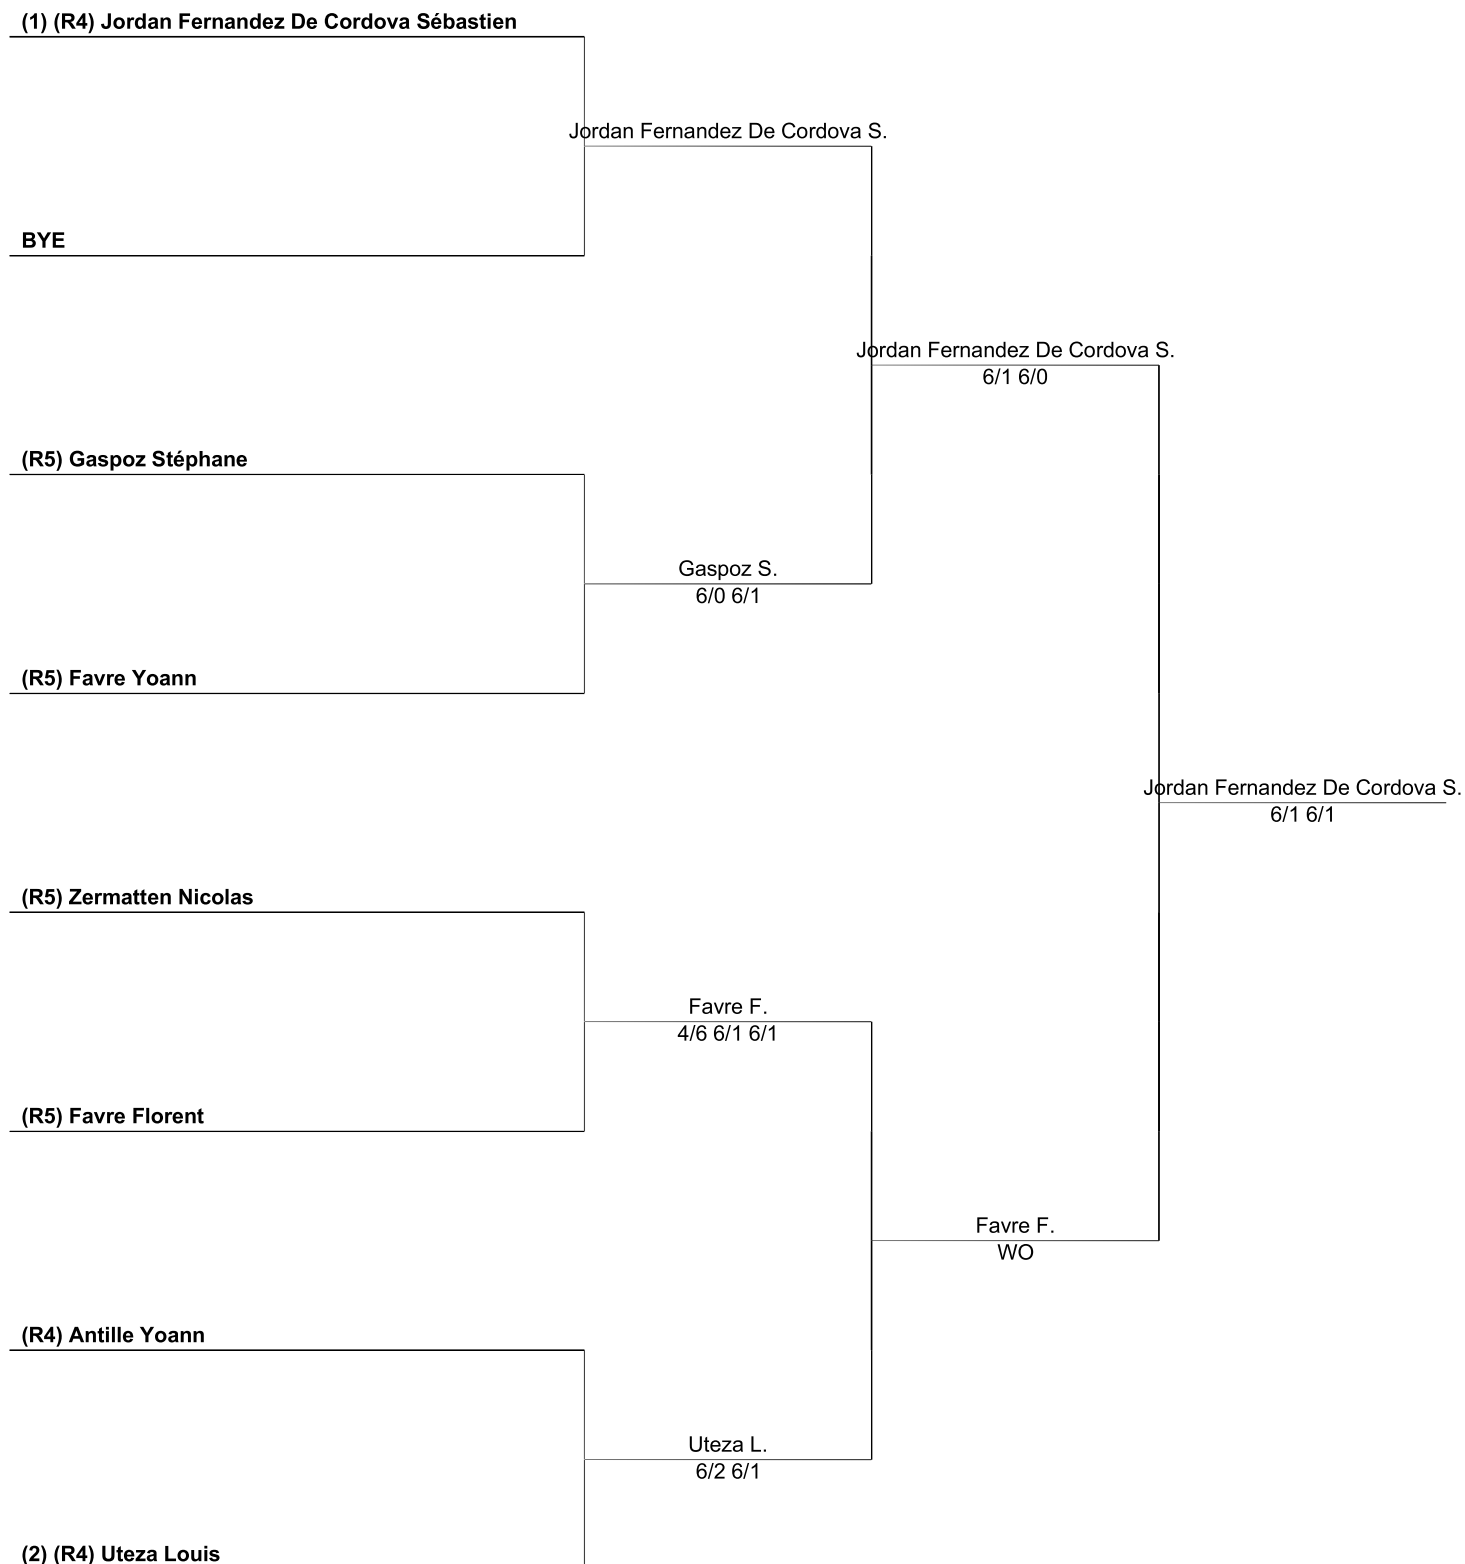 (1) (R4) Jordan Fernandez De Cordova Sébastien
Jordan Fernandez De Cordova S.
BYE
Jordan Fernandez De Cordova S.
6/1 6/0
(R5) Gaspoz Stéphane
Gaspoz S.
6/0 6/1
(R5) Favre Yoann
Jordan Fernandez De Cordova S.
6/1 6/1
(R5) Zermatten Nicolas
Favre F.
4/6 6/1 6/1
(R5) Favre Florent
Favre F.
WO
(R4) Antille Yoann
Uteza L.
6/2 6/1
(2) (R4) Uteza Louis